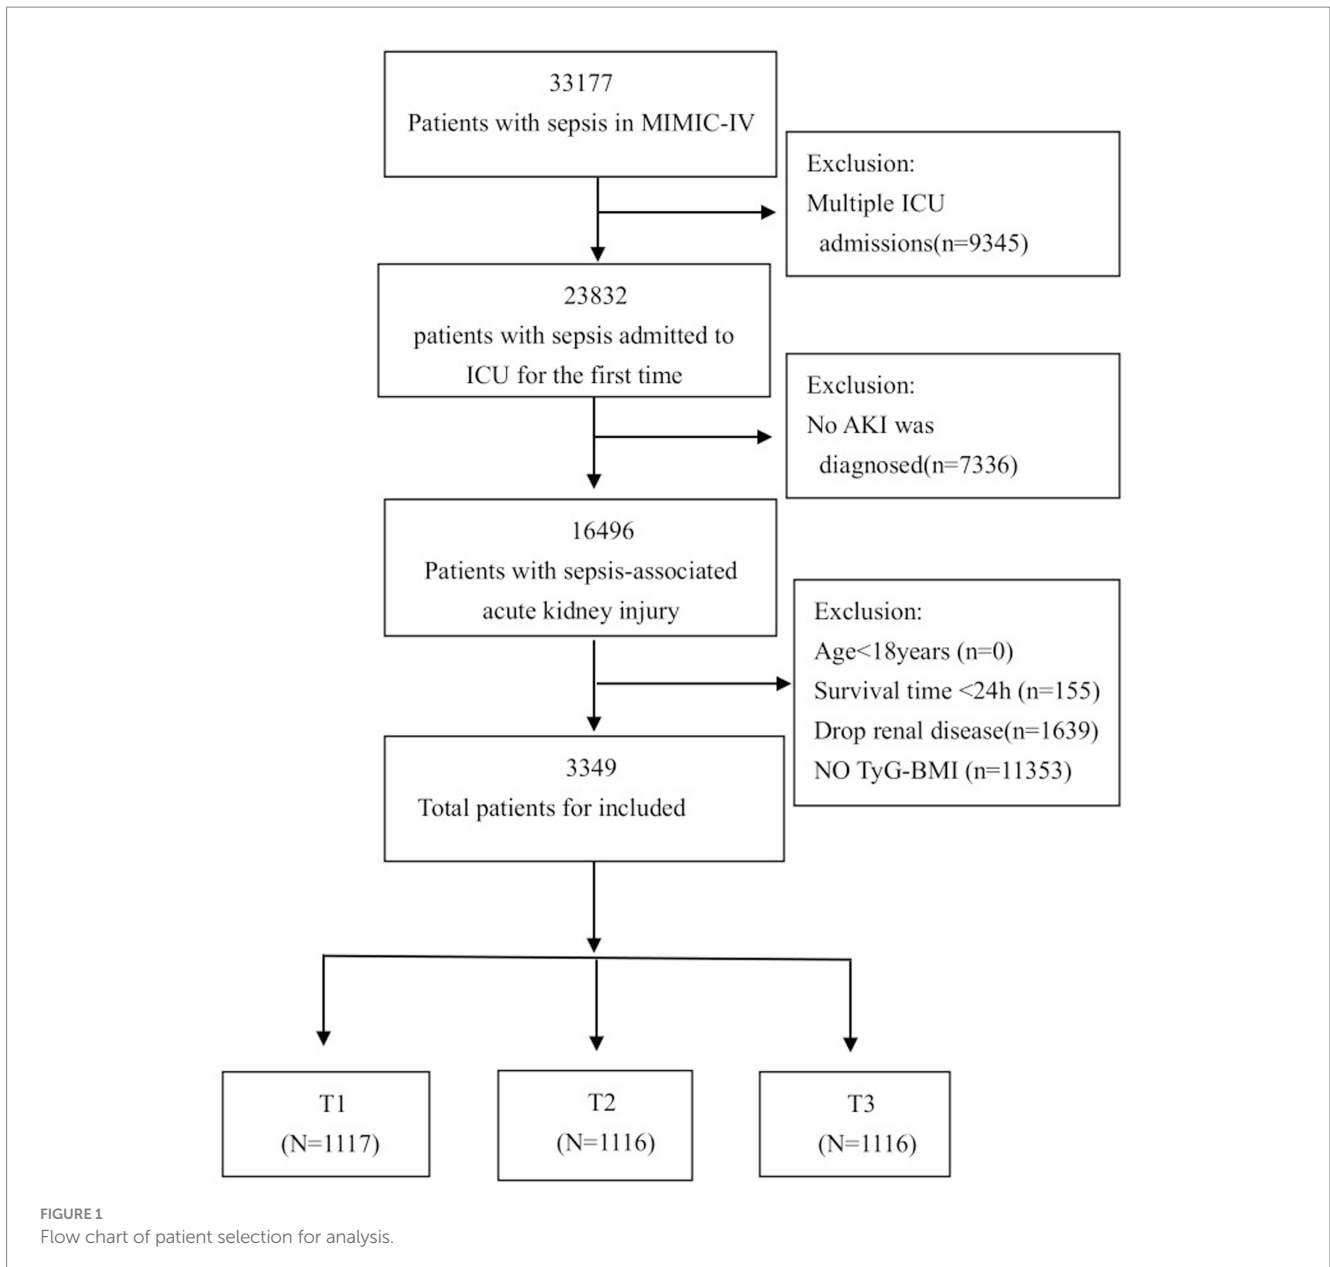 33177
Patients with sepsis in MIMIC-IV
Exclusion:
Multiple ICU
admissions(n=9345)
23832
patients with sepsis admitted to
ICU for the first time
Exclusion:
No AKI was
diagnosed(n=7336)
16496
Patients with sepsis-associated
acute kidney injury
Exclusion:
Age<18years (n=0)
Survival time <24h (n=155)
Drop renal disease(n=1639)
NO TyG-BMI (n=11353)
3349
Total patients for included
T1
(N=1117)
T2
(N=1116)
T3
(N=1116)
FIGURE 1
Flow chart of patient selection for analysis.